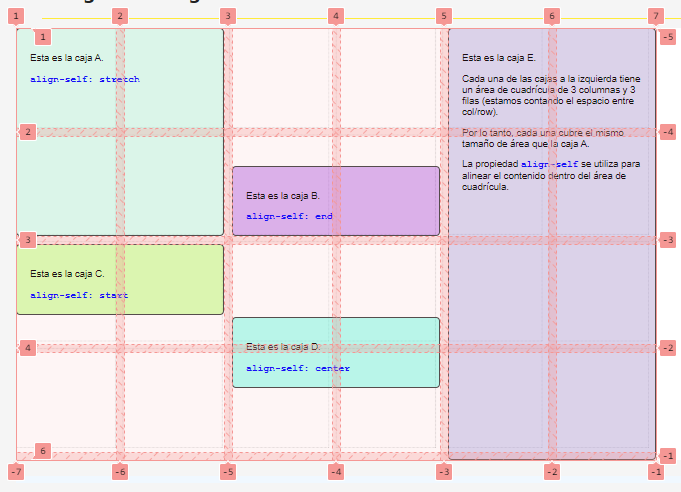 1 2 3 4 5 6 7
1 -5
Esta es la caja A.
align-self: stretch
Esta es la caja E.
Cada una de las cajas a la izquierda tiene
un área de cuadrícula de 3 columnas y 3
filas (estamos contando el espacio entre
col/row).
2 -4
Por lo tanto, cada una cubre el mismo
tamaño de área que la caja A.
La propiedad align-self se utiliza para
alinear el contenido dentro del área de
cuadrícula.
Esta es la caja B.
align-self: end
3 -3
Esta es la caja C.
align-self: start
4 -2
Esta es la caja D.
align-self: center
6 -1
-7 -6 -5 -4 -3 -2 -1